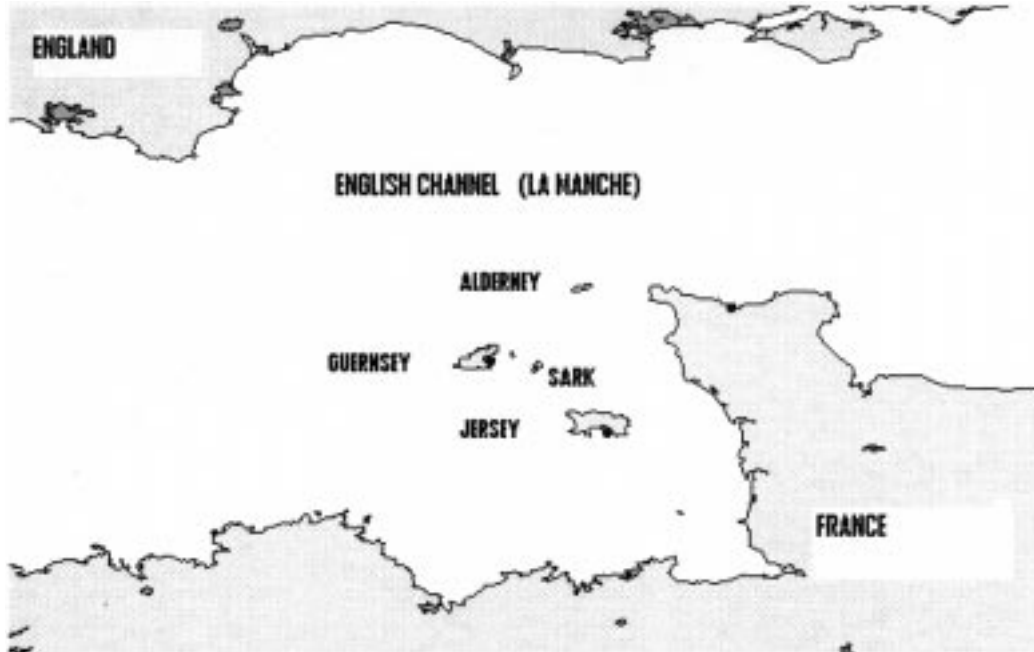 ENGLAND
ENGLISH CHANNEL (LA MANCHE)
ALDERNEY
GUERNSEY
SARK
JERSEY
FRANCE